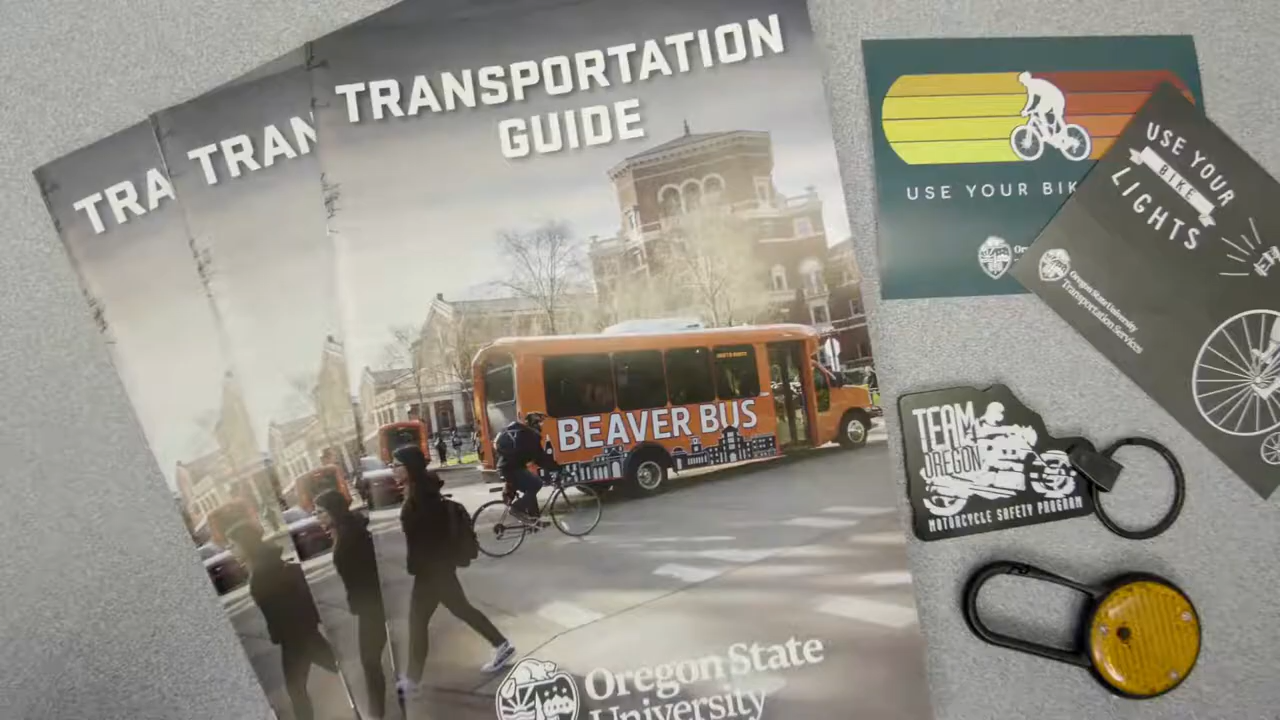 TRANSPORTATION
GUIDE
BEAVER BUS
Oregon State
University
TRAN
TRA
USE YOUR BIK
USE YOUR
BIKE
LIGHTS
Oregon State University
Transportation Services
TEAM
OREGON
MOTORCYCLE SAFETY PROGRAM